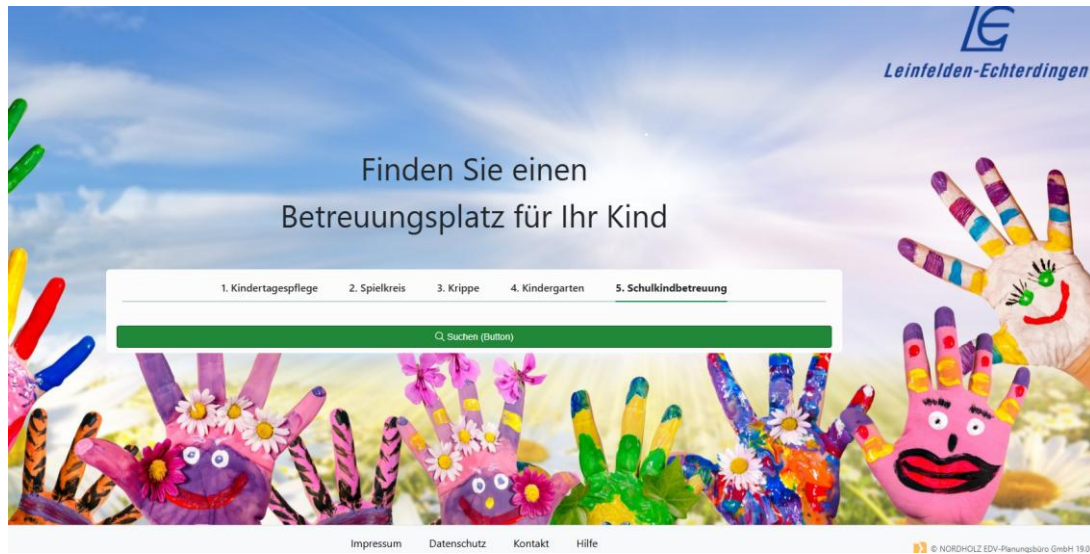 LE
Leinfelden-Echterdingen
Finden Sie einen
Betreuungsplatz für Ihr Kind
1. Kindertagespflege 2. Spielkreis 3. Krippe 4. Kindergarten 5. Schulkindbetreuung
Suchen (Button)
Impressum Datenschutz Kontakt Hilfe
© NORDHOLZ EDV-Planungsbüro GmbH